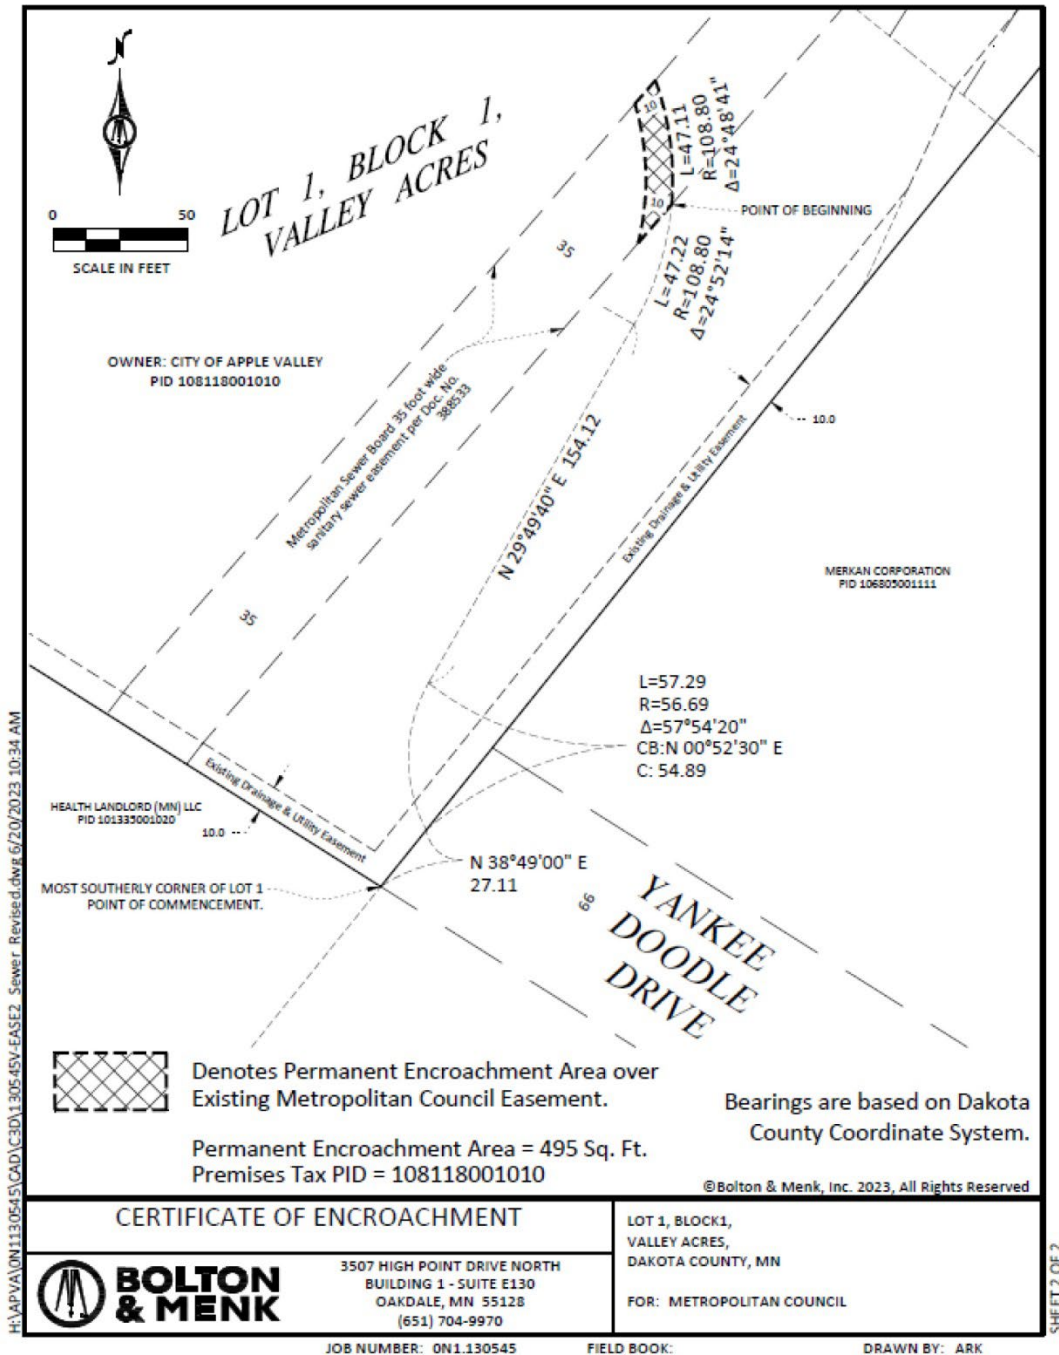 N
0 50
SCALE IN FEET
LOT 1, BLOCK 1,
VALLEY ACRES
10
L=47.11
R=108.80
Δ=24°48'41"
10
POINT OF BEGINNING
L=47.22
R=108.80
Δ=24°52'14"
35
OWNER: CITY OF APPLE VALLEY
PID 108118001010
Metropolitan Sewer Board 35 foot wide
sanitary sewer easement per Doc. No.
388533
N 29°49'40" E 154.12
Existing Drainage & Utility Easement
10.0
MERKAN CORPORATION
PID 106805001111
35
L=57.29
R=56.69
Δ=57°54'20"
CB:N 00°52'30" E
C: 54.89
Existing Drainage & Utility Easement
HEALTH LANDLORD (MN) LLC
PID 101335001020
10.0
N 38°49'00" E
27.11
MOST SOUTHERLY CORNER OF LOT 1
POINT OF COMMENCEMENT.
66
YANKEE
DOODLE
DRIVE
Denotes Permanent Encroachment Area over
Existing Metropolitan Council Easement.
Permanent Encroachment Area = 495 Sq. Ft.
Premises Tax PID = 108118001010
Bearings are based on Dakota
County Coordinate System.
©Bolton & Menk, Inc. 2023, All Rights Reserved
CERTIFICATE OF ENCROACHMENT
BOLTON
& MENK
3507 HIGH POINT DRIVE NORTH
BUILDING 1 - SUITE E130
OAKDALE, MN 55128
(651) 704-9970
LOT 1, BLOCK1,
VALLEY ACRES,
DAKOTA COUNTY, MN
FOR: METROPOLITAN COUNCIL
JOB NUMBER: 0N1.130545 FIELD BOOK: DRAWN BY: ARK
H:\APVA\0N1130545\CAD\C3D\130545V-EASE2 Sewer Revised.dwg 6/20/2023 10:34 AM
SHEET 2 OF 2